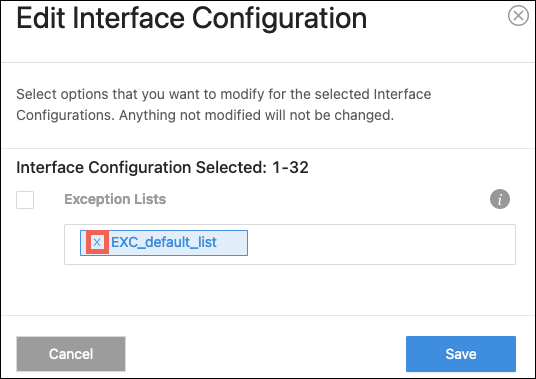 Edit Interface Configuration
Select options that you want to modify for the selected Interface
Configurations. Anything not modified will not be changed.
Interface Configuration Selected: 1-32
Exception Lists
i
X EXC_default_list
Cancel
Save